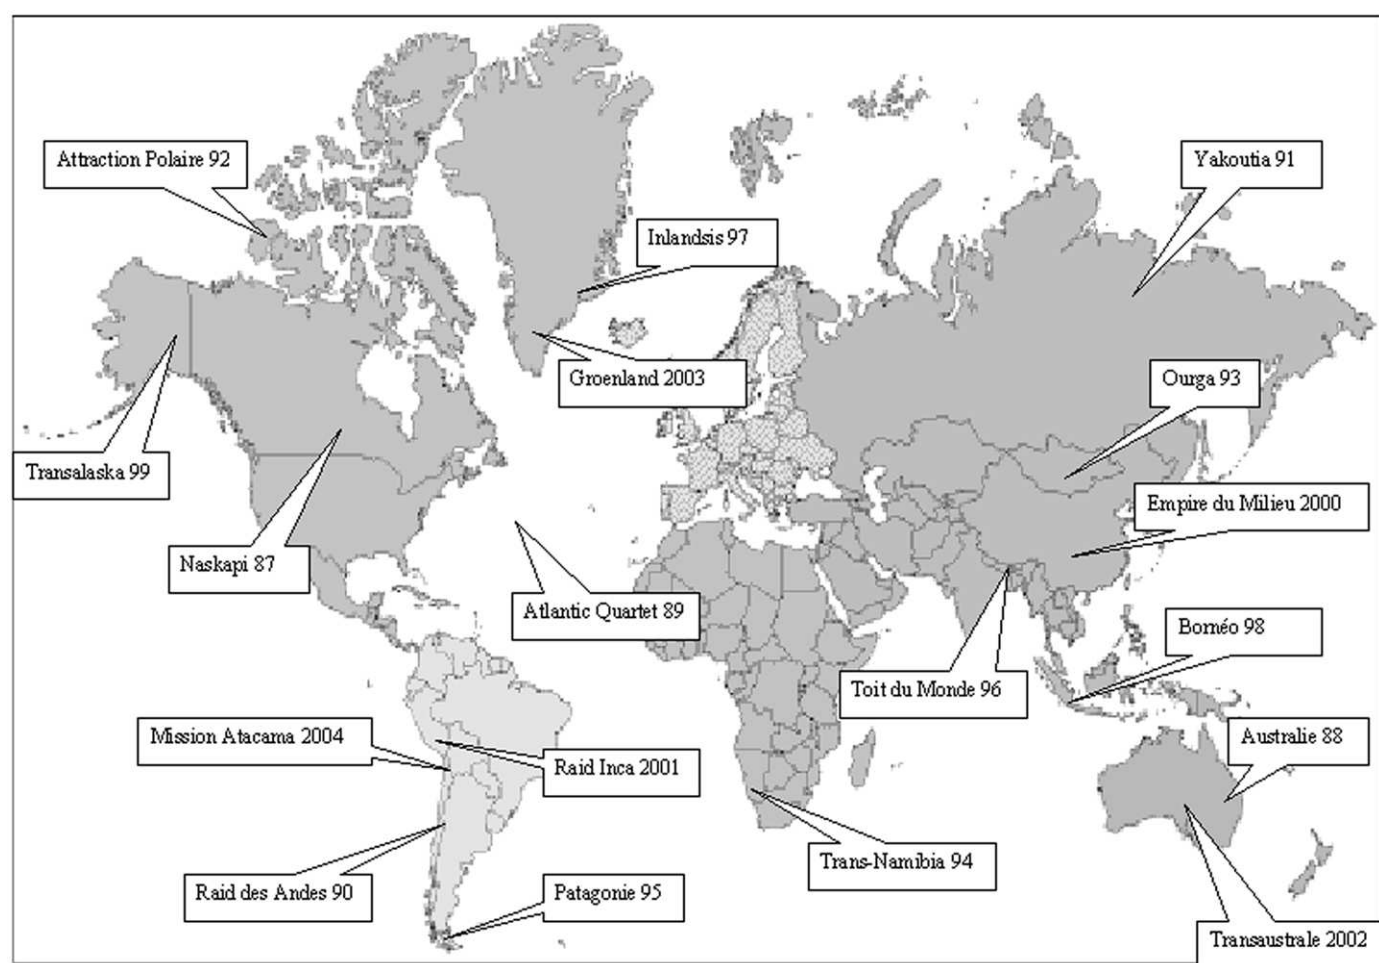 Attraction Polaire 92
Yakoutia 91
Inlandsis 97
Groenland 2003
Ourga 93
Transalaska 99
Empire du Milieu 2000
Naskapi 87
Atlantic Quartet 89
Bornéo 98
Toit du Monde 96
Mission Atacama 2004
Raid Inca 2001
Australie 88
Trans-Namibia 94
Raid des Andes 90
Patagonie 95
Transaustrale 2002